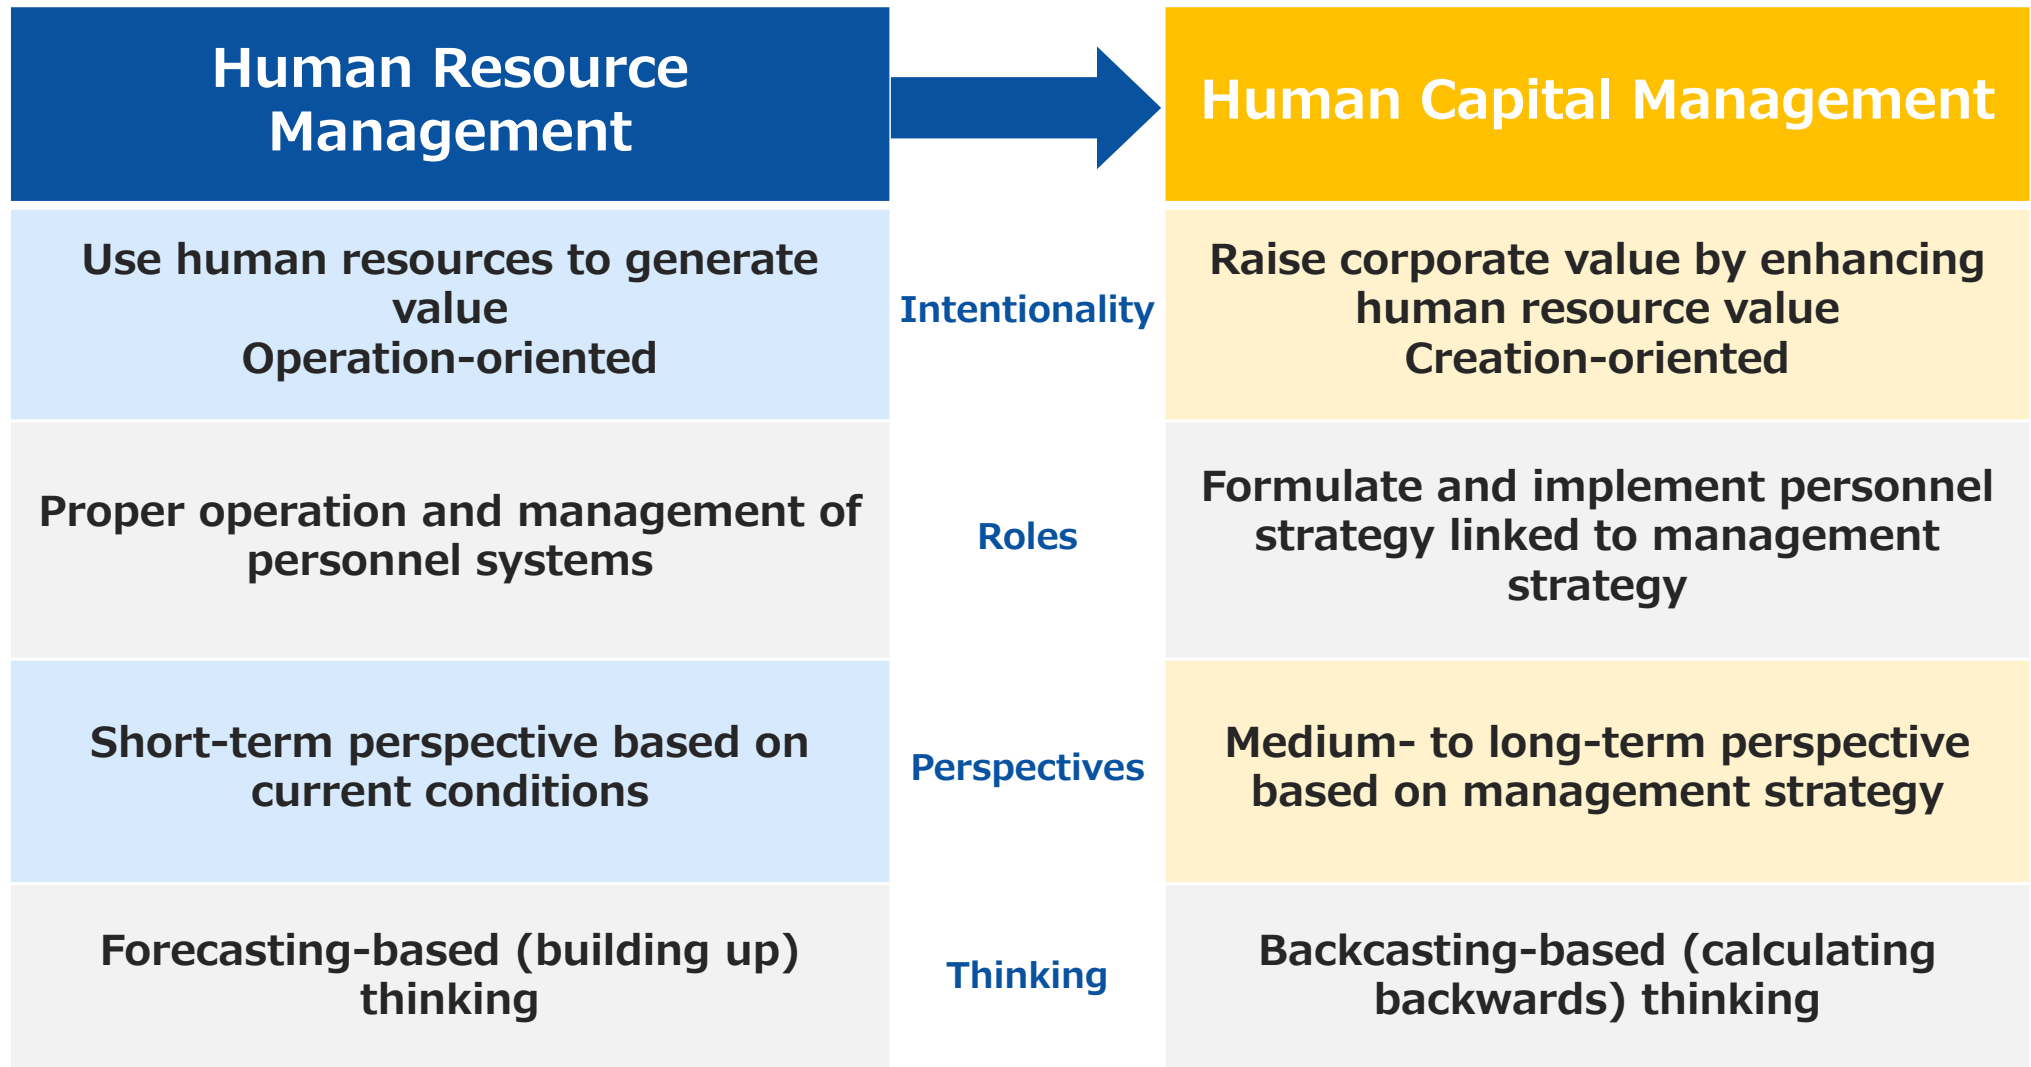 Human Resource
Management
Human Capital Management
Use human resources to generate
value
Operation-oriented
Intentionality
Raise corporate value by enhancing
human resource value
Creation-oriented
Proper operation and management of
personnel systems
Roles
Formulate and implement personnel
strategy linked to management
strategy
Short-term perspective based on
current conditions
Perspectives
Medium- to long-term perspective
based on management strategy
Forecasting-based (building up)
thinking
Thinking
Backcasting-based (calculating
backwards) thinking